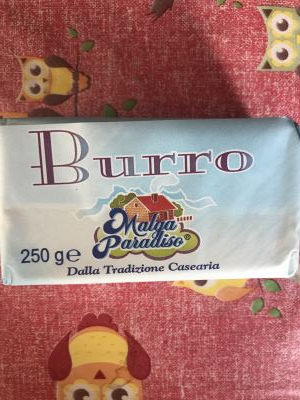 Burro
Malga
Paradiso®
250 g℮
Dalla Tradizione Casearia